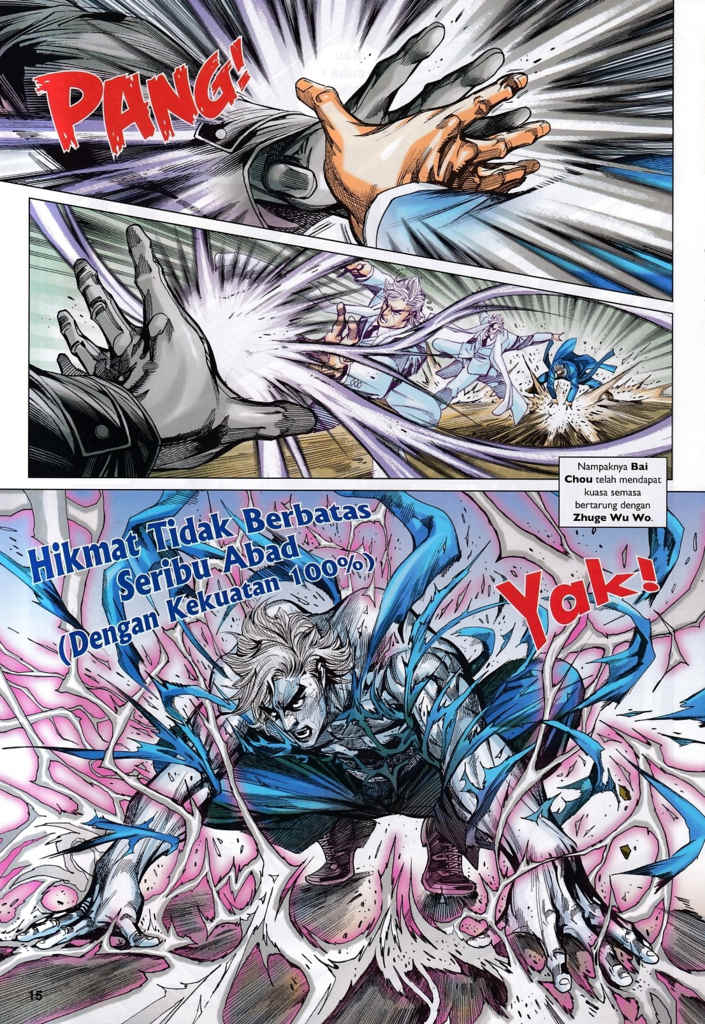 PANG!
Nampaknya Bai
Chou telah mendapat
kuasa semasa
bertarung dengan
Zhuge Wu Wo.
Hikmat Tidak Berbatas
Seribu Abad
(Dengan Kekuatan 100%)
Yak!
15